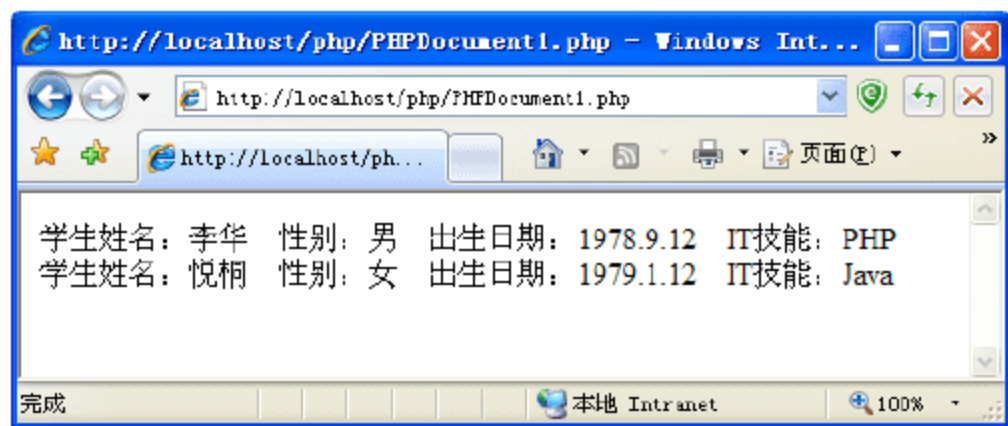 http://localhost/php/PHPDocument1.php - Windows Int...
http://localhost/php/PHPDocument1.php
http://localhost/ph... 页面(P) »
学生姓名：李华 性别：男 出生日期：1978.9.12 IT技能：PHP
学生姓名：悦桐 性别：女 出生日期：1979.1.12 IT技能：Java
完成 本地 Intranet 100%